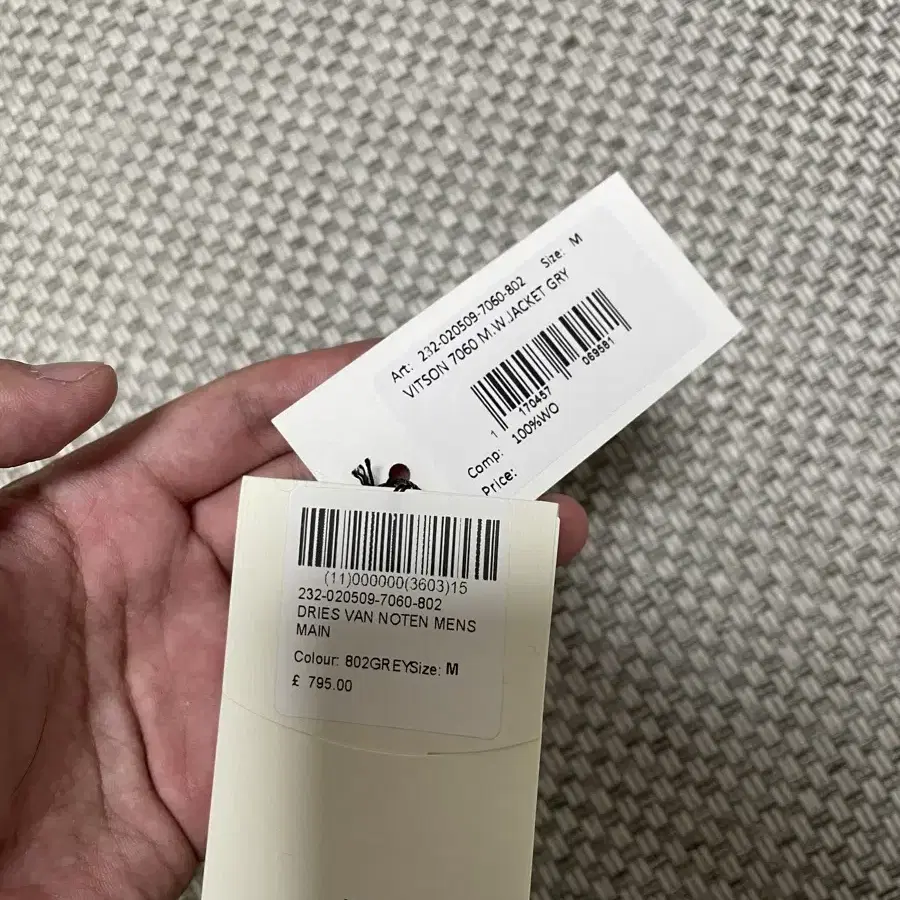 Art: 232-020509-7060-802 Size: M
VITSON 7060 M.W.JACKET GRY
1 170457 069581
Comp: 100%WO
Price:
(11)000000(3603)15
232-020509-7060-802
DRIES VAN NOTEN MENS
MAIN
Colour: 802GREYSize: M
£ 795.00